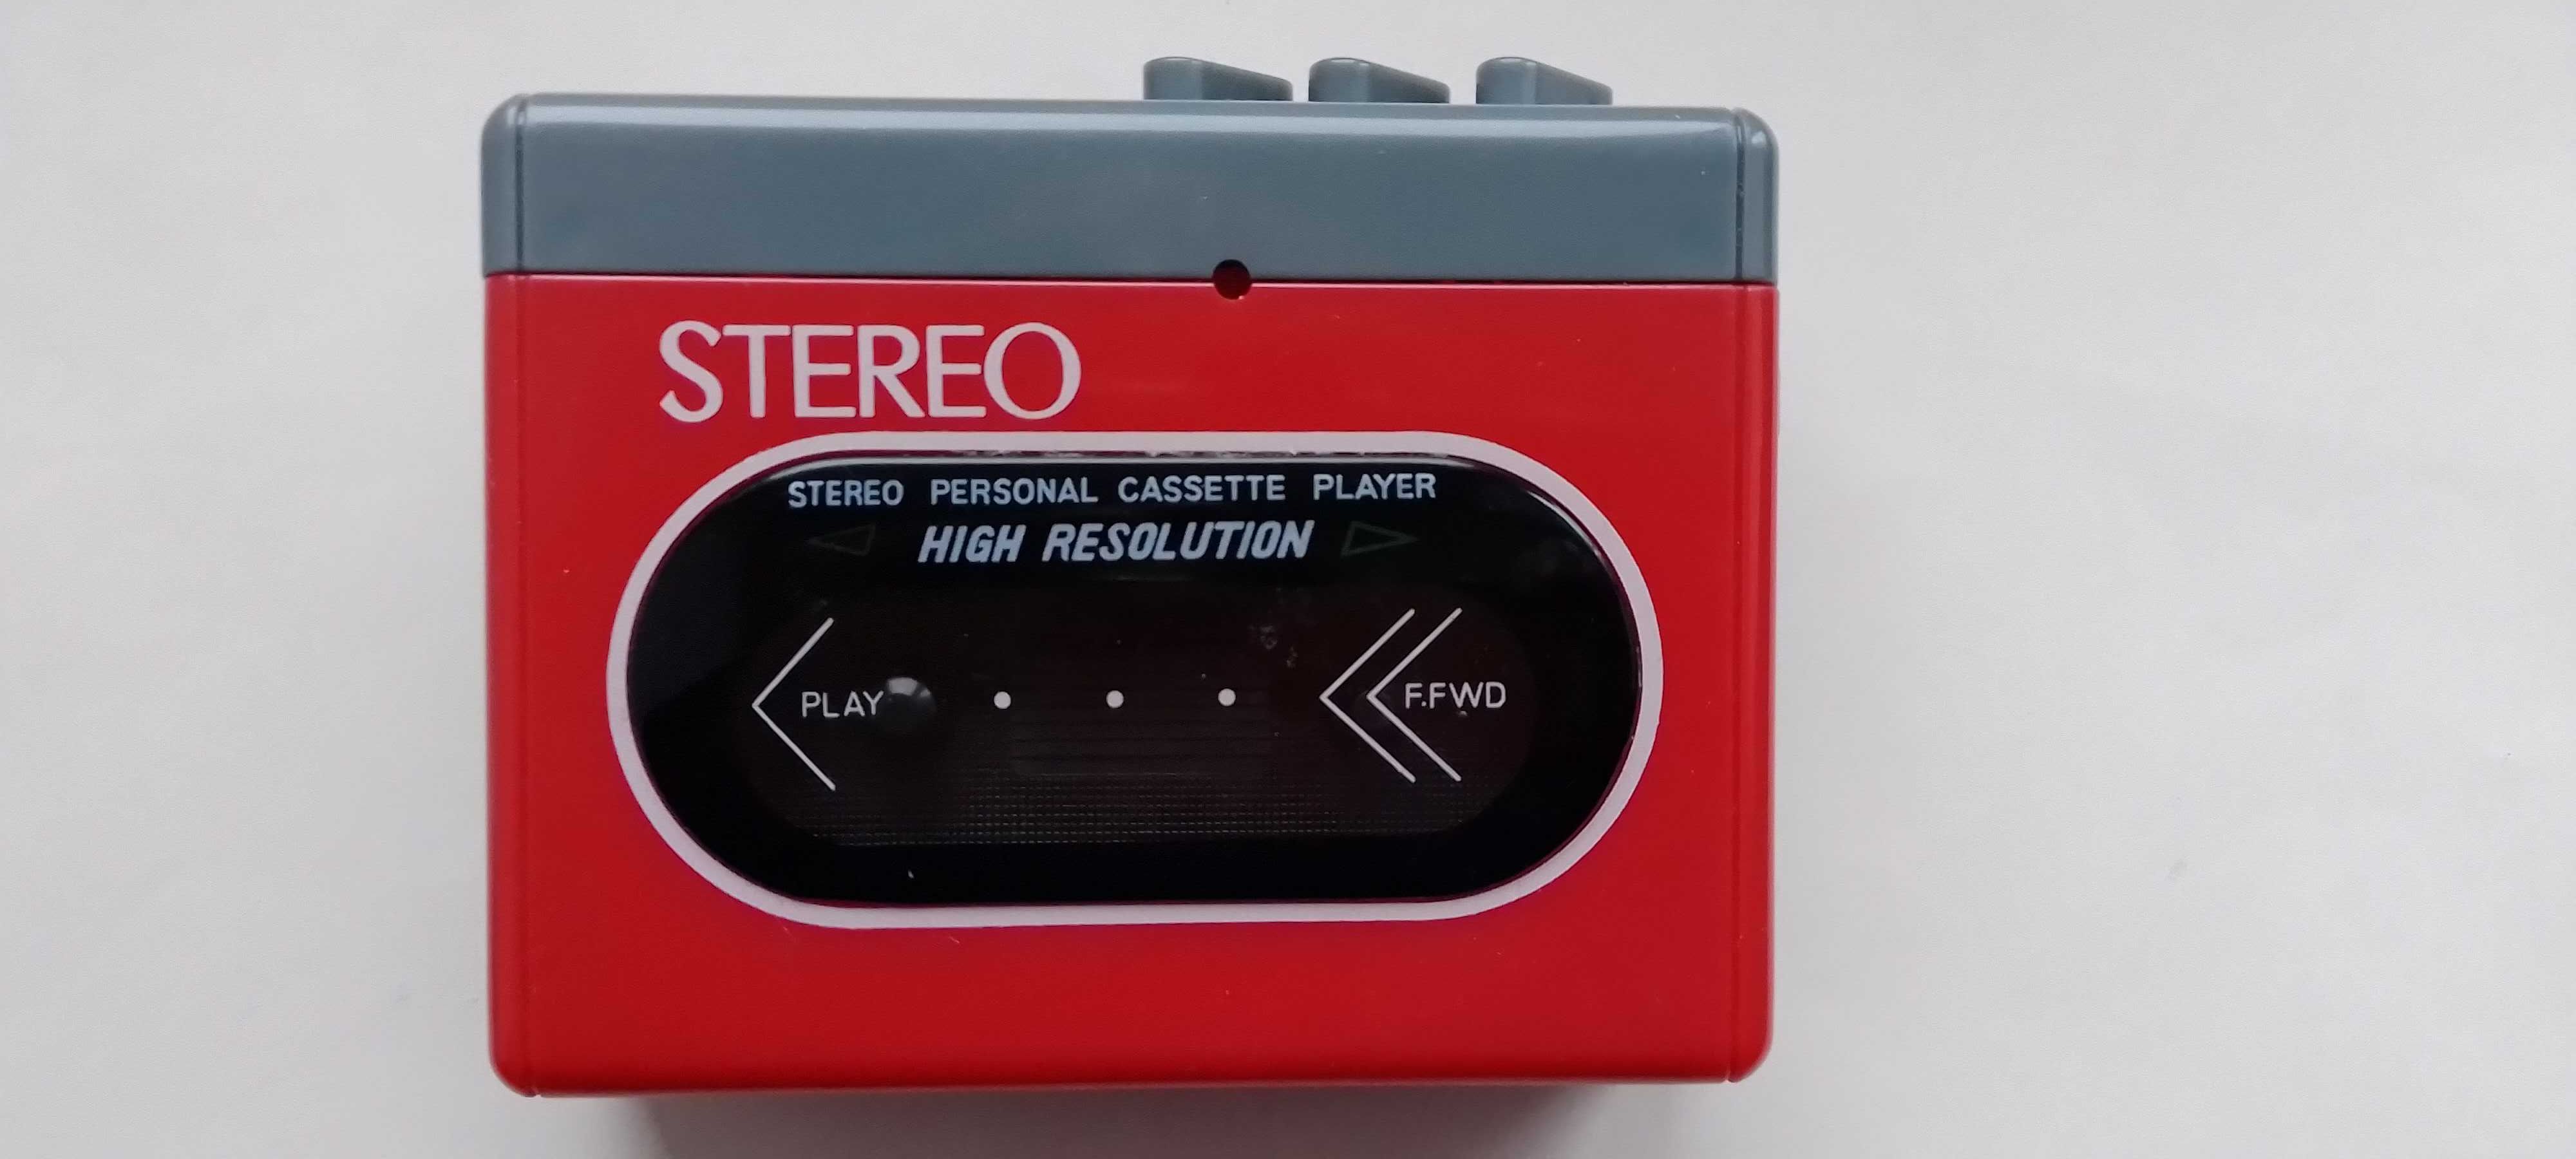 STEREO
STEREO PERSONAL CASSETTE PLAYER
HIGH RESOLUTION
PLAY F.FWD